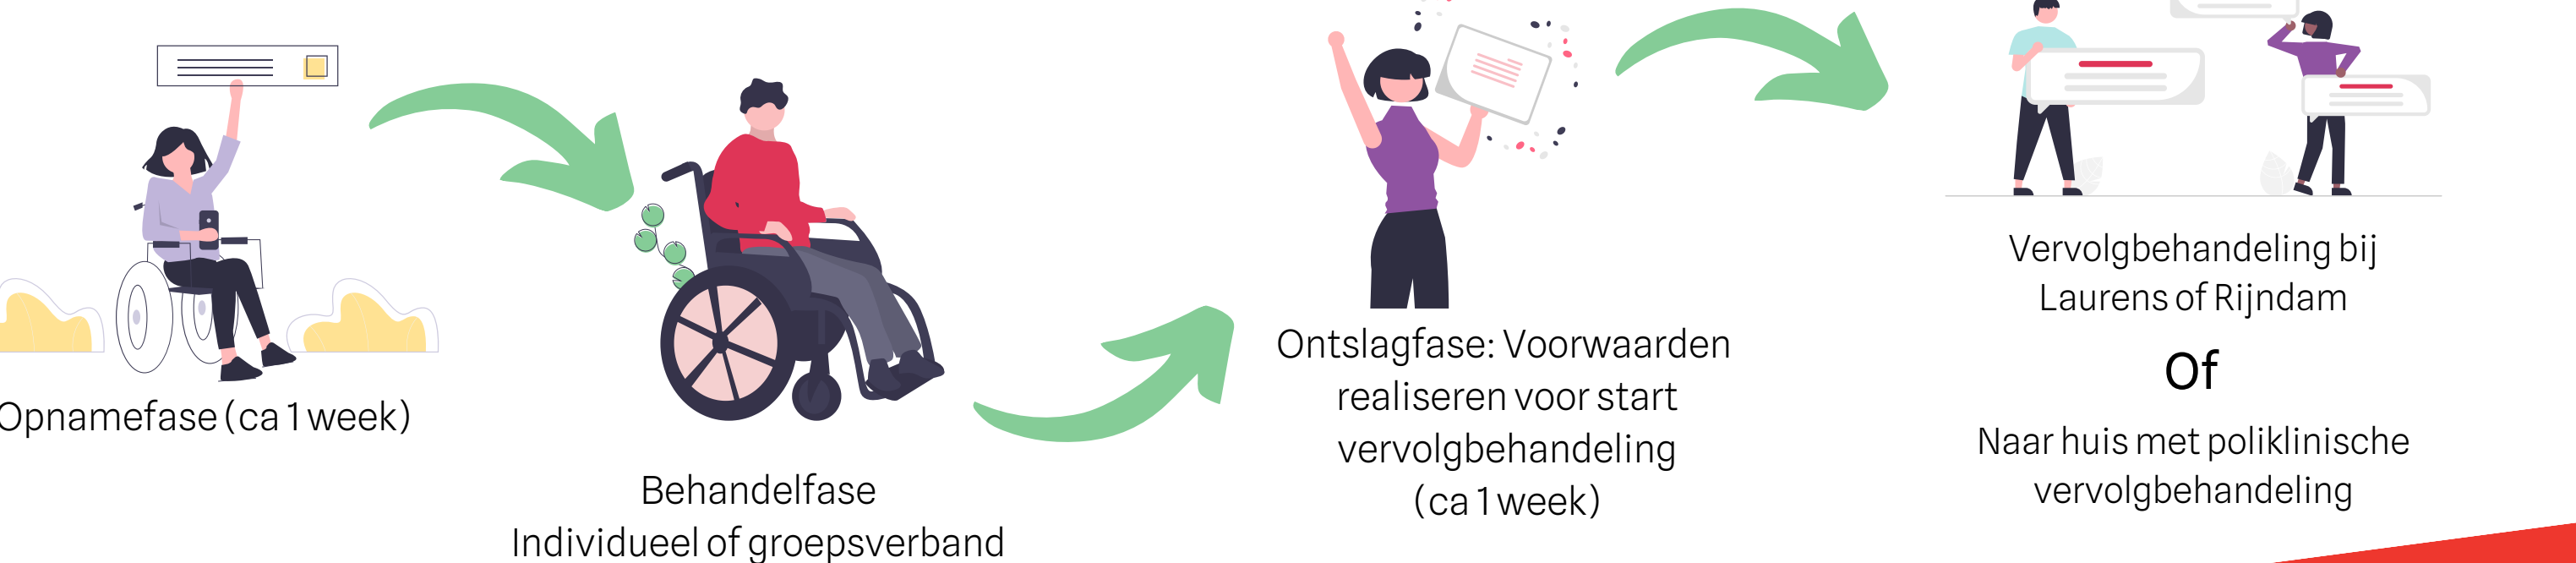 Opnamefase (ca 1 week)
Behandelfase
Individueel of groepsverband
Ontslagfase: Voorwaarden
realiseren voor start
vervolgbehandeling
(ca 1 week)
Vervolgbehandeling bij
Laurens of Rijndam
Of
Naar huis met poliklinische
vervolgbehandeling